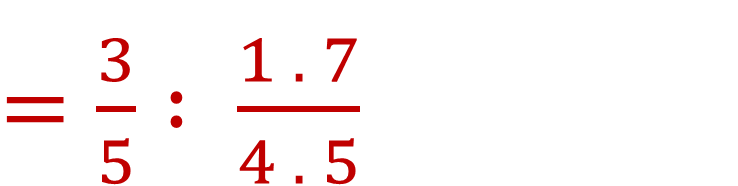 = 3/5 : 1 . 7/4 . 5